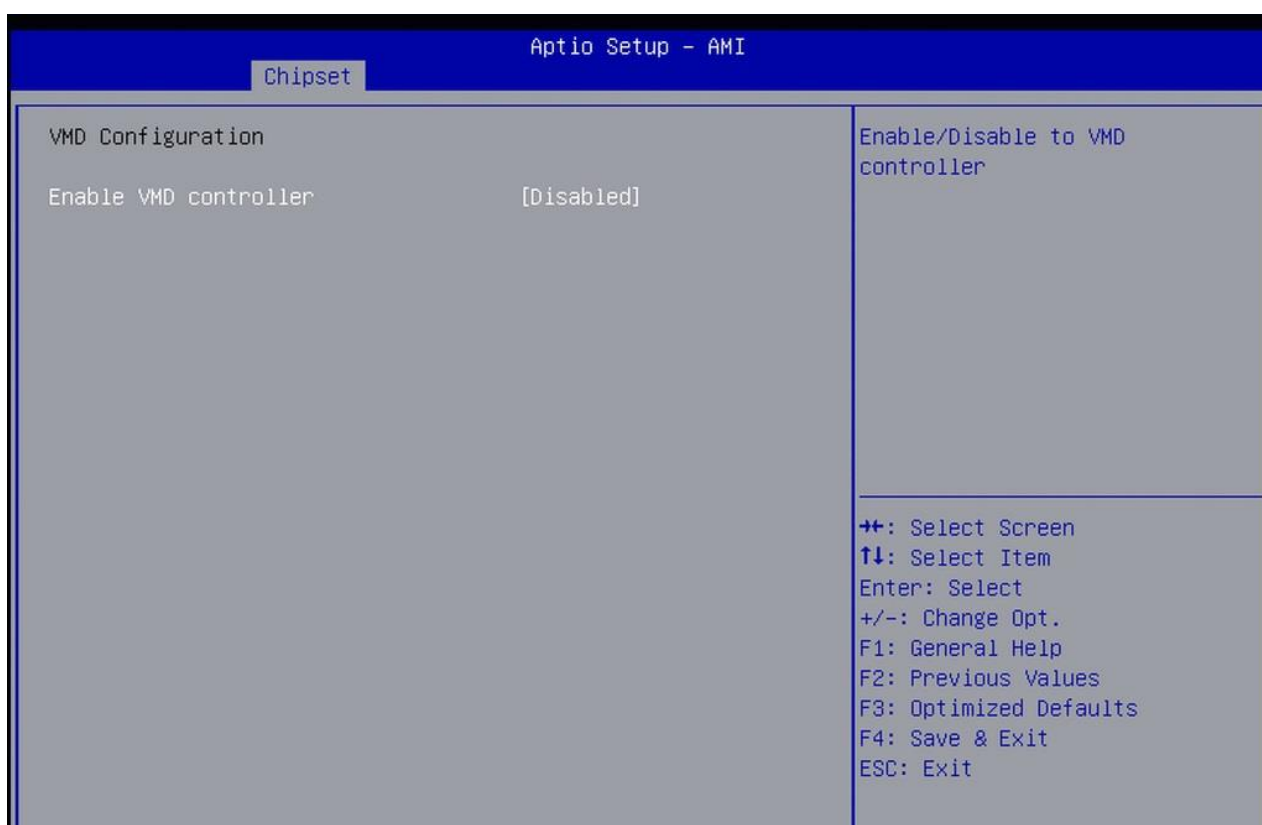 Aptio Setup – AMI
Chipset
VMD Configuration
Enable VMD controller [Disabled]
Enable/Disable to VMD
controller
→←: Select Screen
↑↓: Select Item
Enter: Select
+/-: Change Opt.
F1: General Help
F2: Previous Values
F3: Optimized Defaults
F4: Save & Exit
ESC: Exit